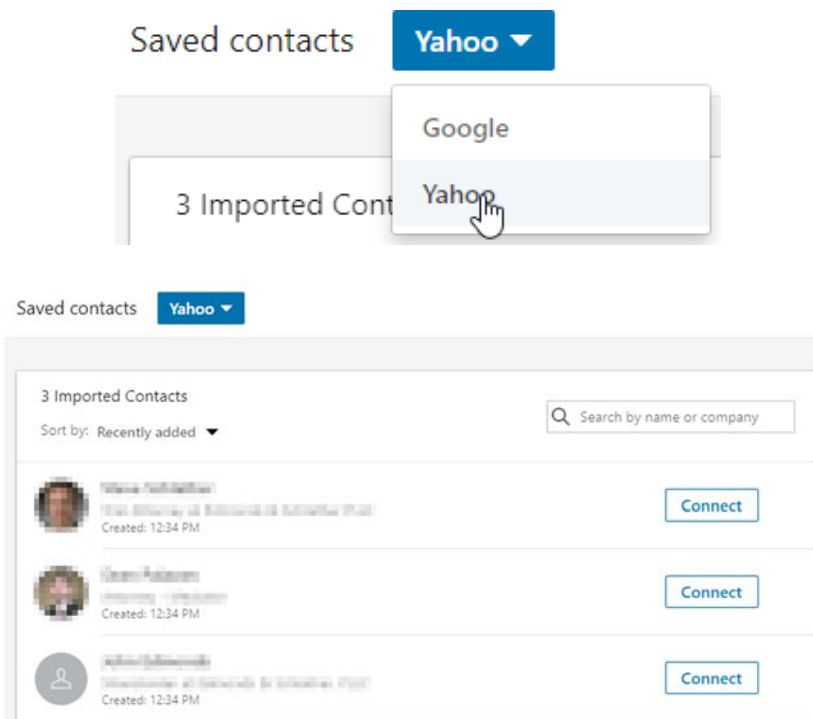 Saved contacts Yahoo
Google
3 Imported Cont Yahoo
Saved contacts Yahoo
3 Imported Contacts
Search by name or company
Sort by: Recently added
Connect
Created: 12:34 PM
Connect
Created: 12:34 PM
Connect
Created: 12:34 PM